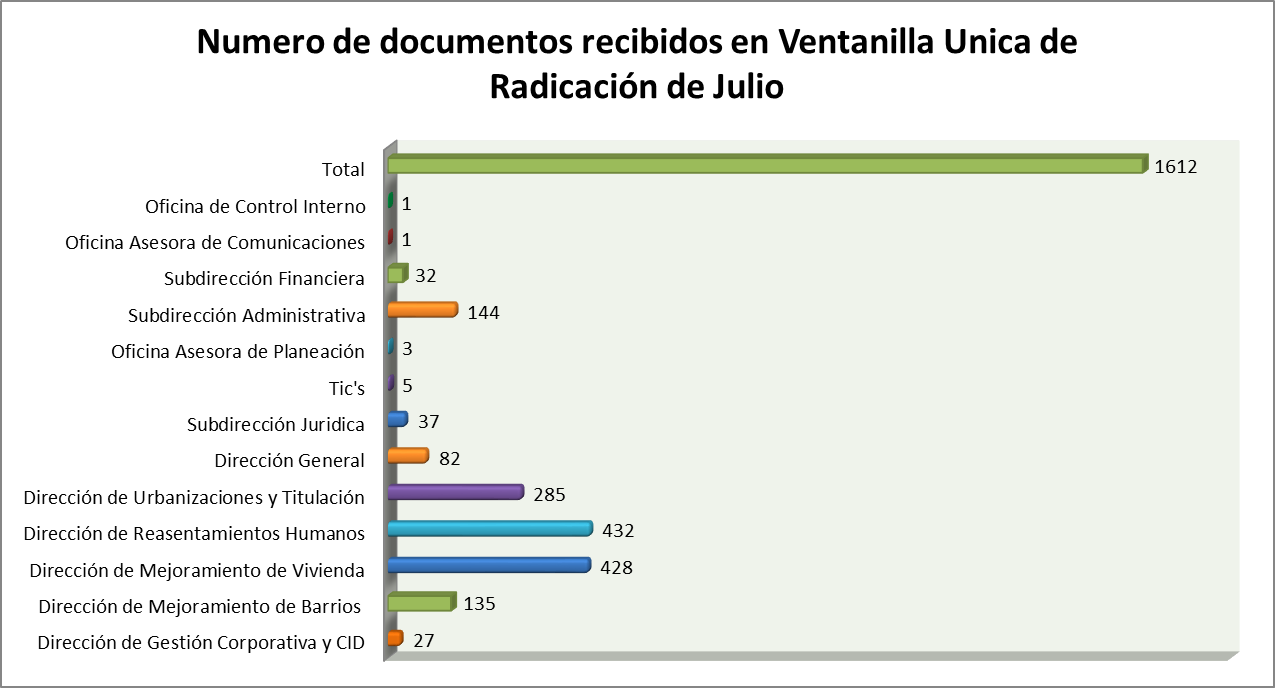 Numero de documentos recibidos en Ventanilla Unica de
Radicación de Julio
Total 1612
Oficina de Control Interno 1
Oficina Asesora de Comunicaciones 1
Subdirección Financiera 32
Subdirección Administrativa 144
Oficina Asesora de Planeación 3
Tic's 5
Subdirección Juridica 37
Dirección General 82
Dirección de Urbanizaciones y Titulación 285
Dirección de Reasentamientos Humanos 432
Dirección de Mejoramiento de Vivienda 428
Dirección de Mejoramiento de Barrios 135
Dirección de Gestión Corporativa y CID 27